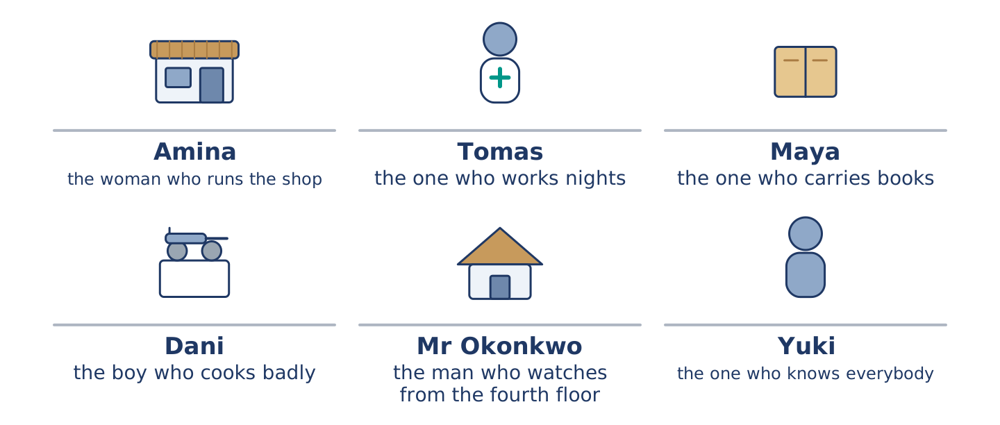 Amina
the woman who runs the shop
Tomas
the one who works nights
Maya
the one who carries books
Dani
the boy who cooks badly
Mr Okonkwo
the man who watches
from the fourth floor
Yuki
the one who knows everybody